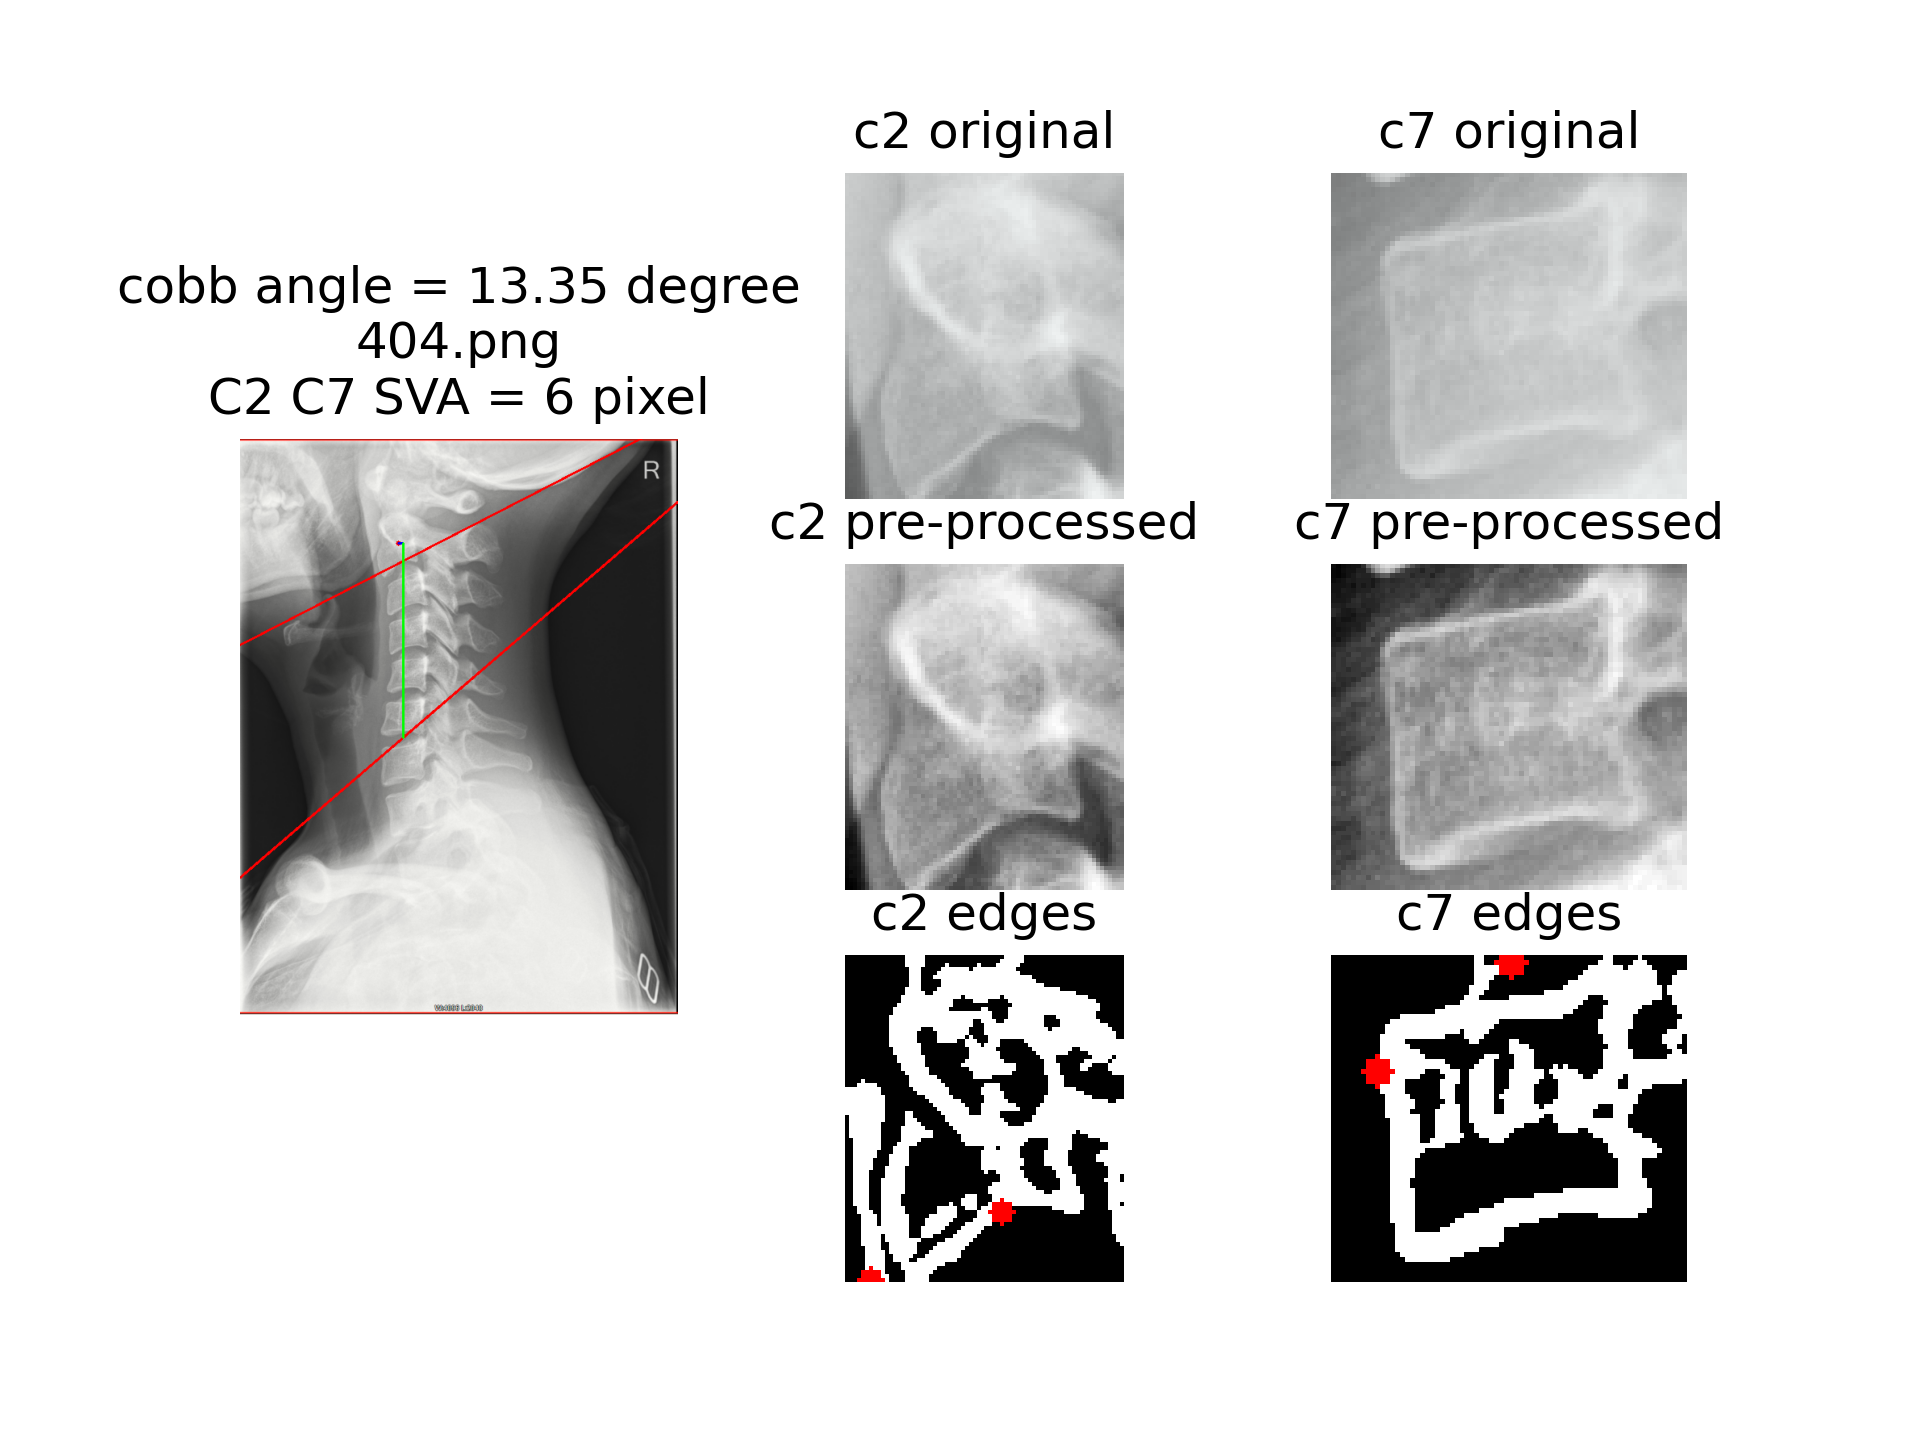 cobb angle = 13.35 degree
404.png
C2 C7 SVA = 6 pixel
R
c2 original
c7 original
c2 pre-processed
c7 pre-processed
c2 edges
c7 edges